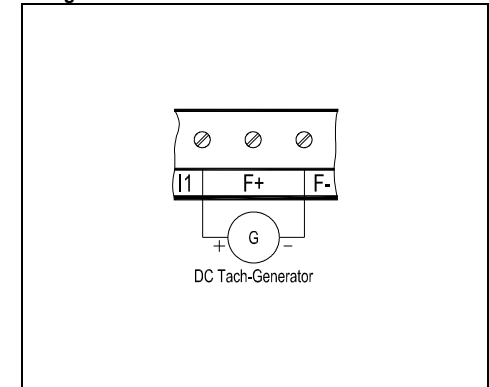 I1 F+ F-
+ G −
DC Tach-Generator